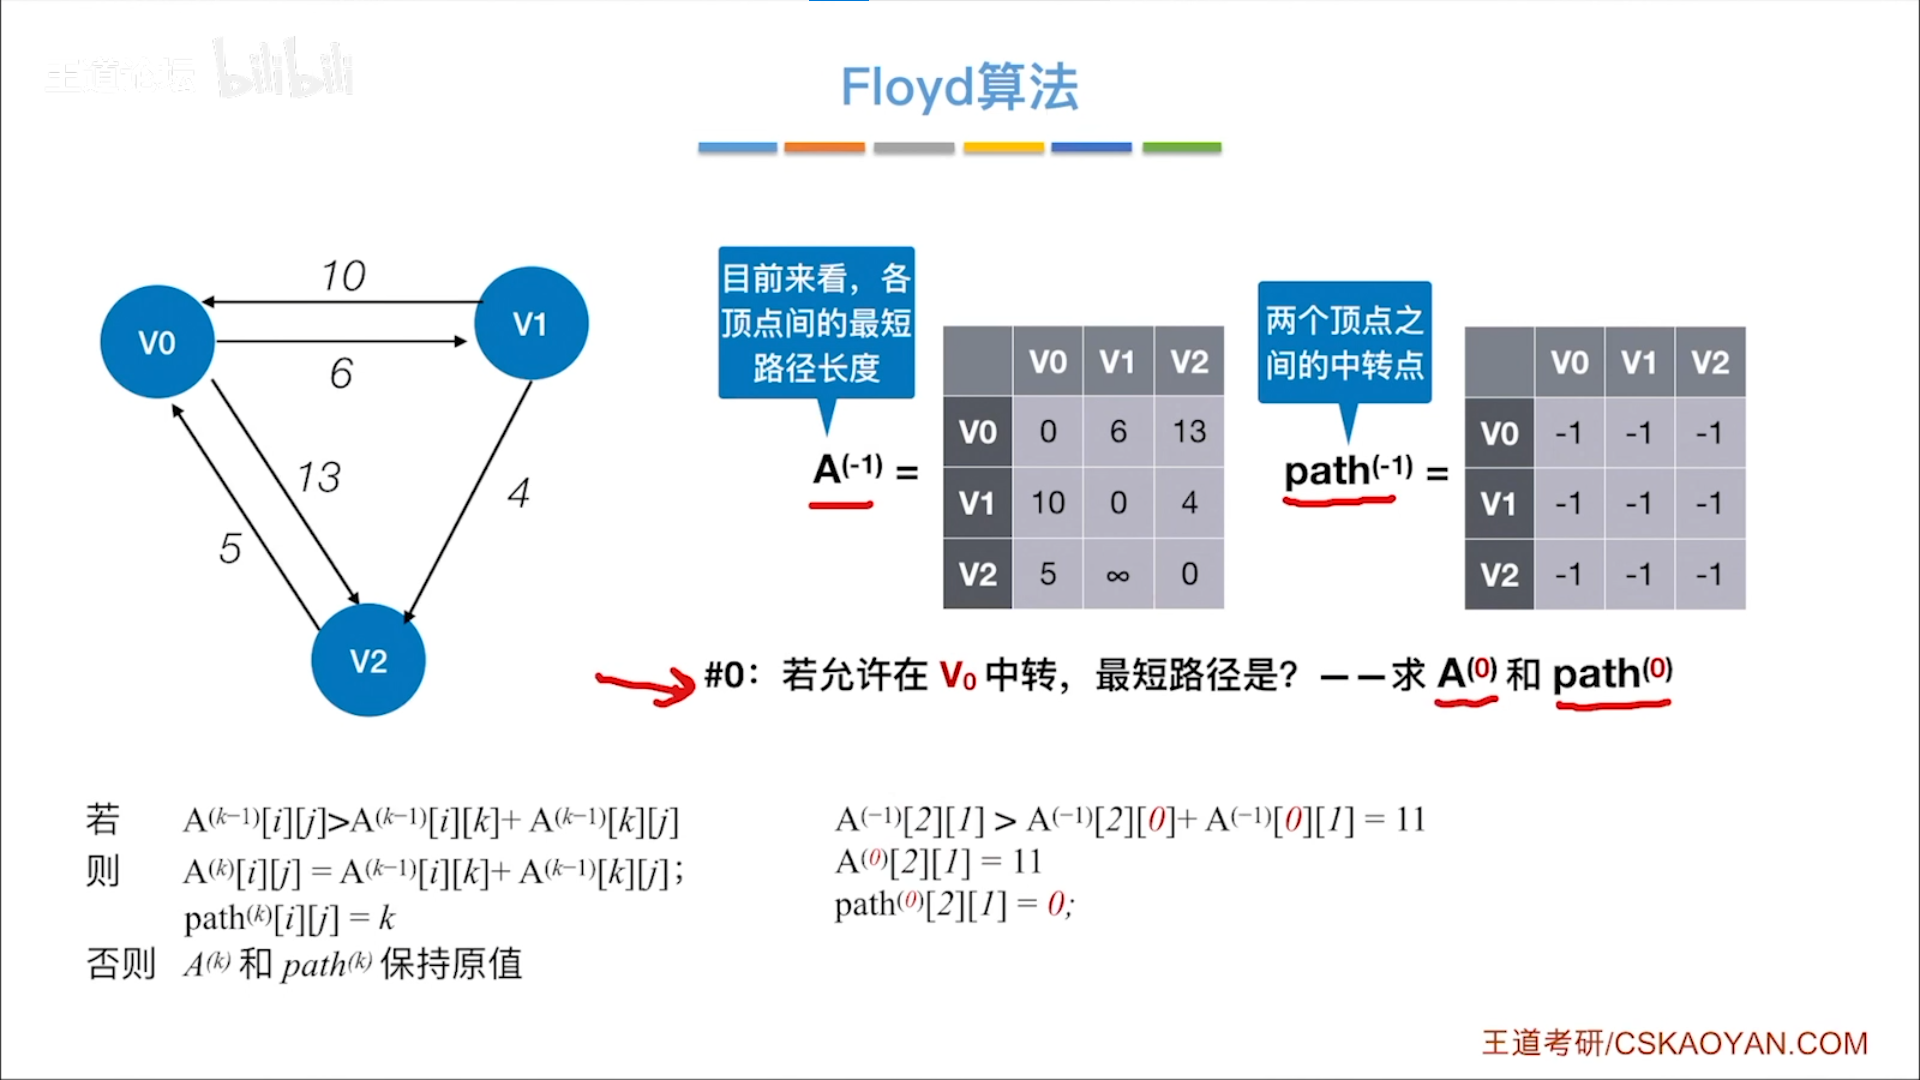 王道论坛 bilibili
Floyd算法
10
V0
V1
6
13
4
5
V2
目前来看，各
顶点间的最短
路径长度
A(-1) =
V0 V1 V2
V0 0 6 13
V1 10 0 4
V2 5 ∞ 0
两个顶点之
间的中转点
path(-1) =
V0 V1 V2
V0 -1 -1 -1
V1 -1 -1 -1
V2 -1 -1 -1
#0：若允许在 V0 中转，最短路径是？——求 A(0) 和 path(0)
若 A(k−1)[i][j]>A(k−1)[i][k]+ A(k−1)[k][j]
则 A(k)[i][j] = A(k−1)[i][k]+ A(k−1)[k][j]；
path(k)[i][j] = k
否则 A(k) 和 path(k) 保持原值
A(−1)[2][1] > A(−1)[2][0]+ A(−1)[0][1] = 11
A(0)[2][1] = 11
path(0)[2][1] = 0;
王道考研/CSKAOYAN.COM